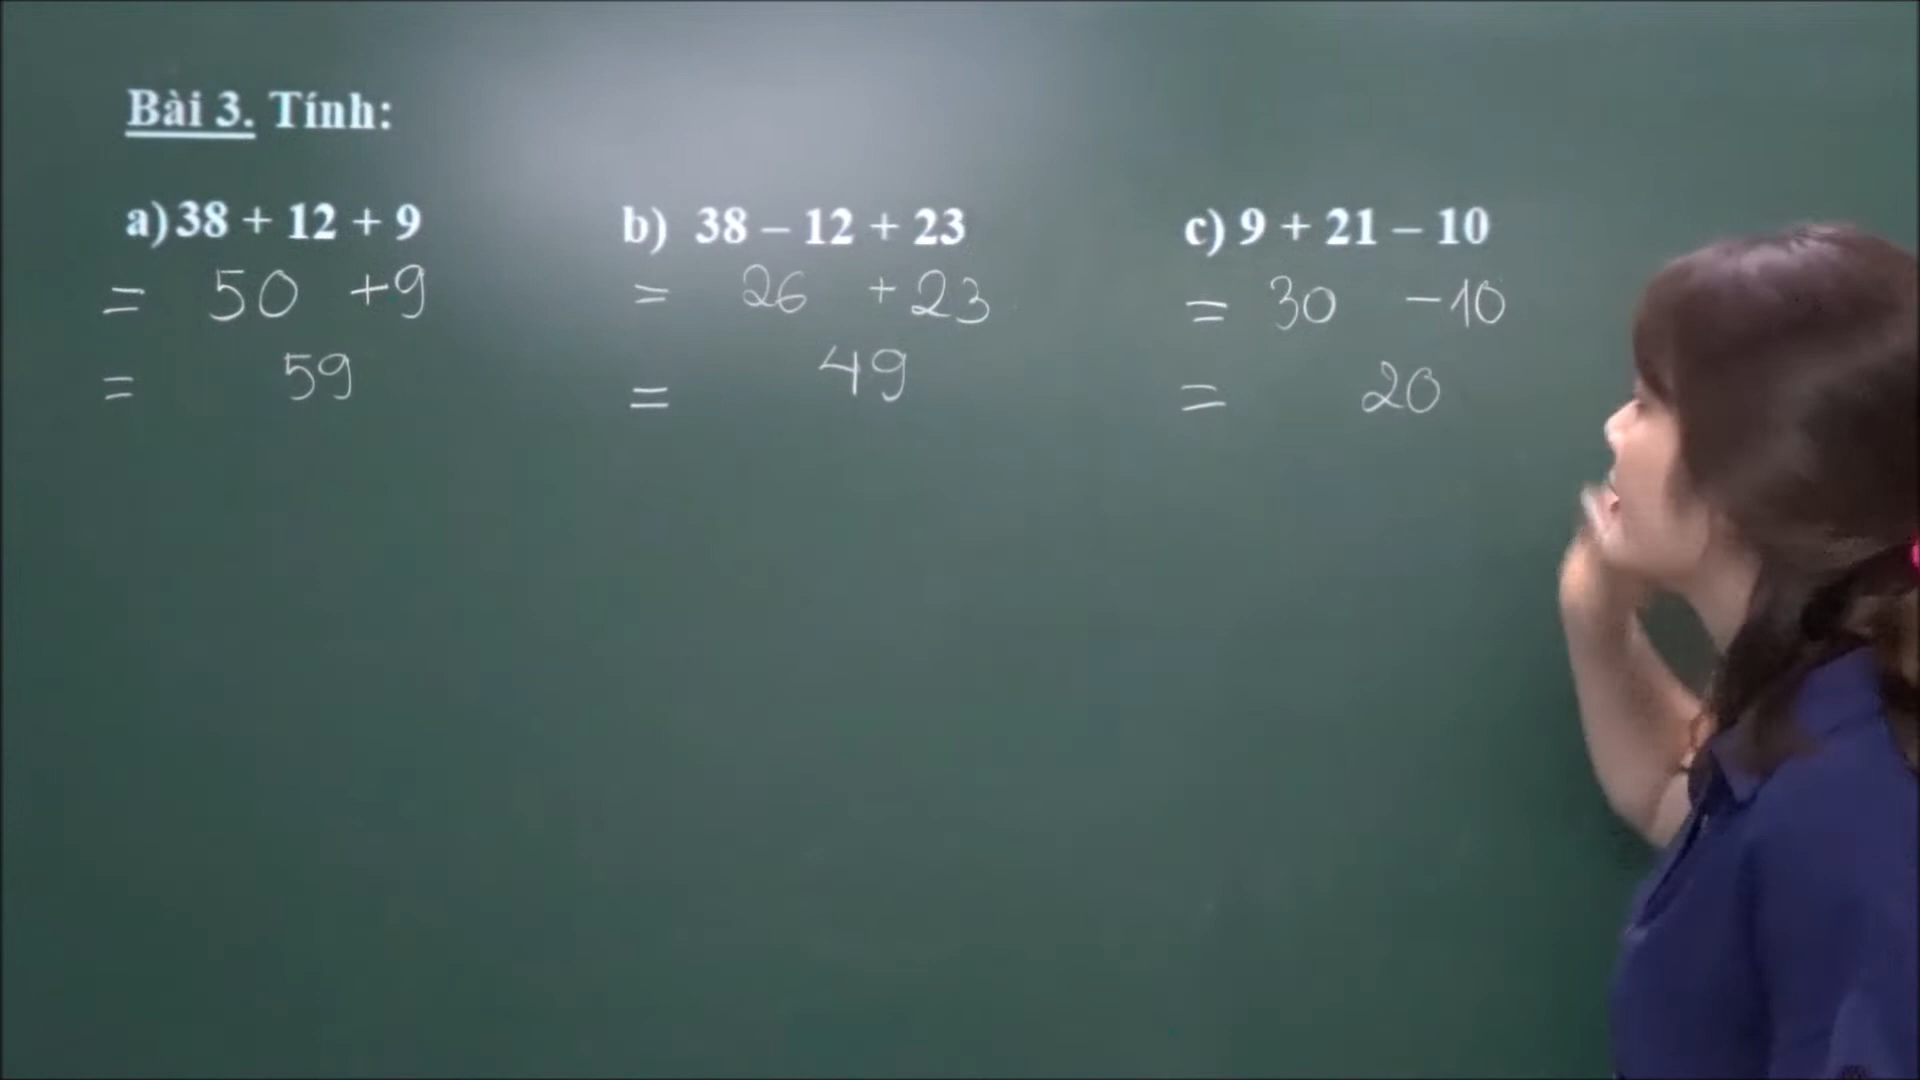 Bài 3. Tính:
a) 38 + 12 + 9
= 50 + 9
= 59
b) 38 – 12 + 23
= 26 + 23
= 49
c) 9 + 21 – 10
= 30 – 10
= 20